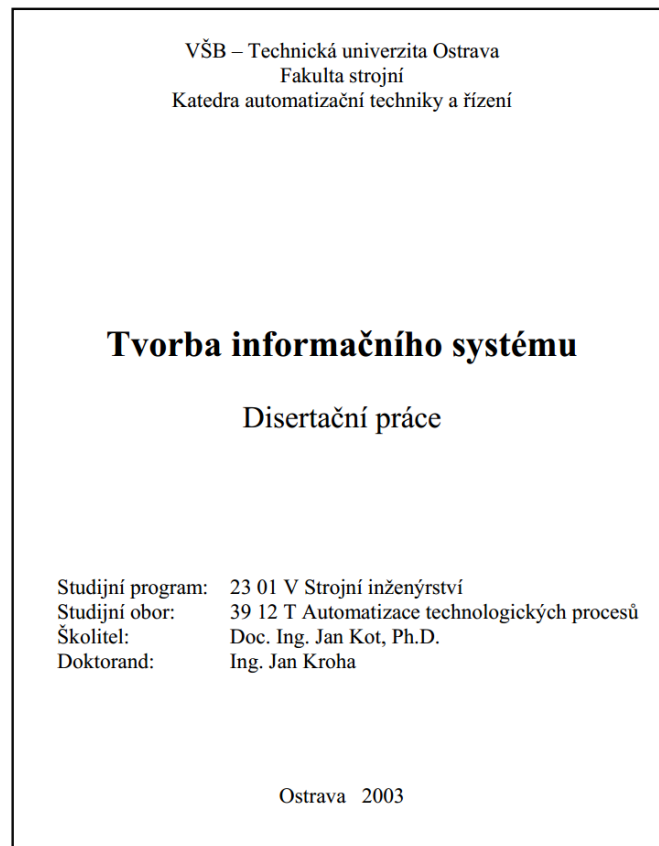 VŠB – Technická univerzita Ostrava
Fakulta strojní
Katedra automatizační techniky a řízení
Tvorba informačního systému
Disertační práce
Studijní program: 23 01 V Strojní inženýrství
Studijní obor: 39 12 T Automatizace technologických procesů
Školitel: Doc. Ing. Jan Kot, Ph.D.
Doktorand: Ing. Jan Kroha
Ostrava 2003